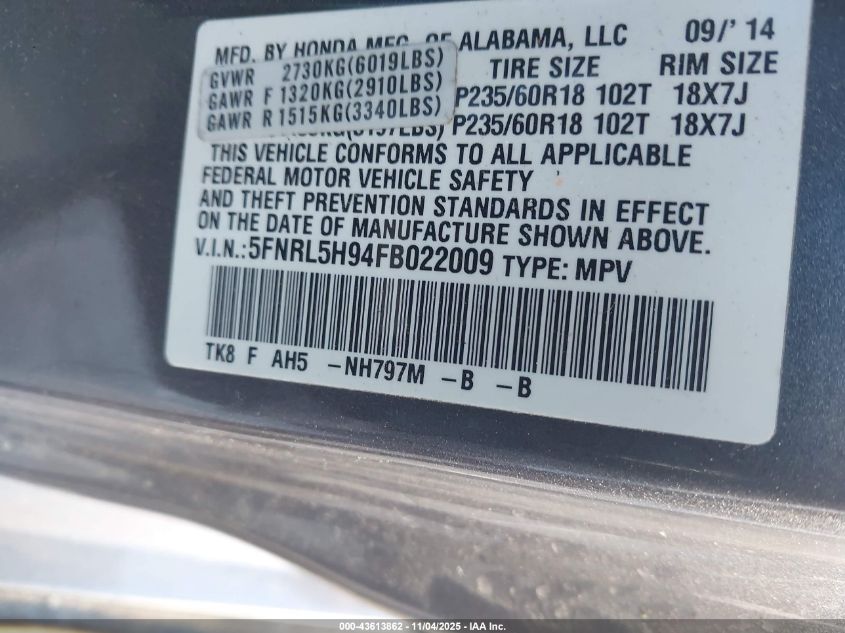 MFD. BY HONDA MFG. OF ALABAMA, LLC 09/' 14
GVWR 2730KG(6019LBS) TIRE SIZE RIM SIZE
GAWR F 1320KG(2910LBS) P235/60R18 102T 18X7J
GAWR R 1515KG(3340LBS) P235/60R18 102T 18X7J
THIS VEHICLE CONFORMS TO ALL APPLICABLE
FEDERAL MOTOR VEHICLE SAFETY
AND THEFT PREVENTION STANDARDS IN EFFECT
ON THE DATE OF MANUFACTURE SHOWN ABOVE.
V.I.N.:5FNRL5H94FB022009 TYPE: MPV
TK8 F AH5 -NH797M -B -B
000-43613862 - 11/04/2025 - IAA Inc.